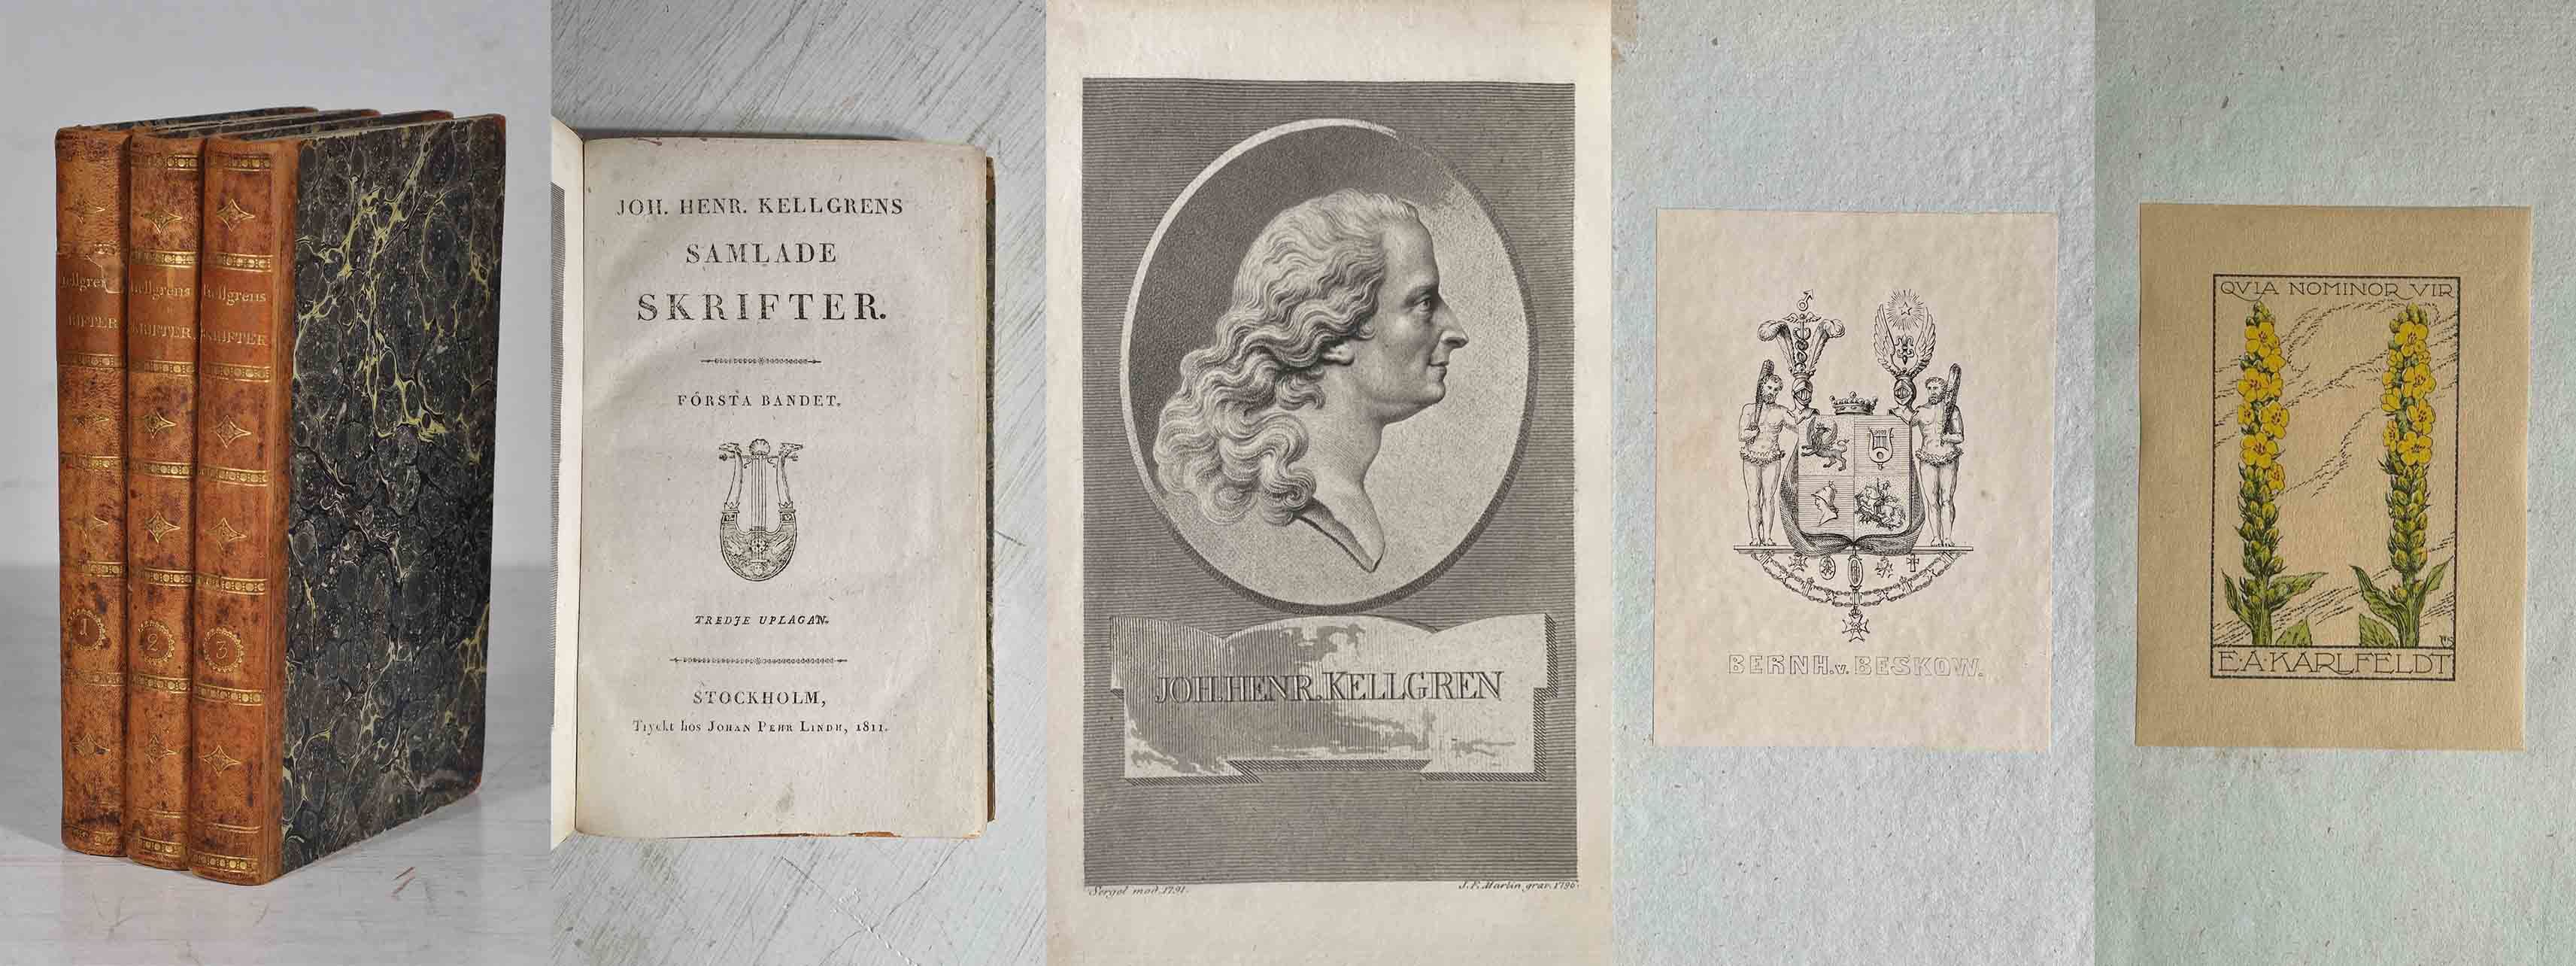 Kellgrens
SKRIFTER
1
Kellgrens
SKRIFTER
2
Kellgrens
SKRIFTER
3
JOH. HENR. KELLGRENS
SAMLADE
SKRIFTER.
FÓRSTA BANDET.
TREDJE UPLAGAN.
STOCKHOLM,
Tryckt hos JOHAN PEHR LINDH, 1811.
JOH. HENR. KELLGREN
Sergel mod. 1791.
J. F. Martin grav. 1796.
BERNH. v. BESKOW.
QVIA NOMINOR VIR
E. A. KARLFELDT